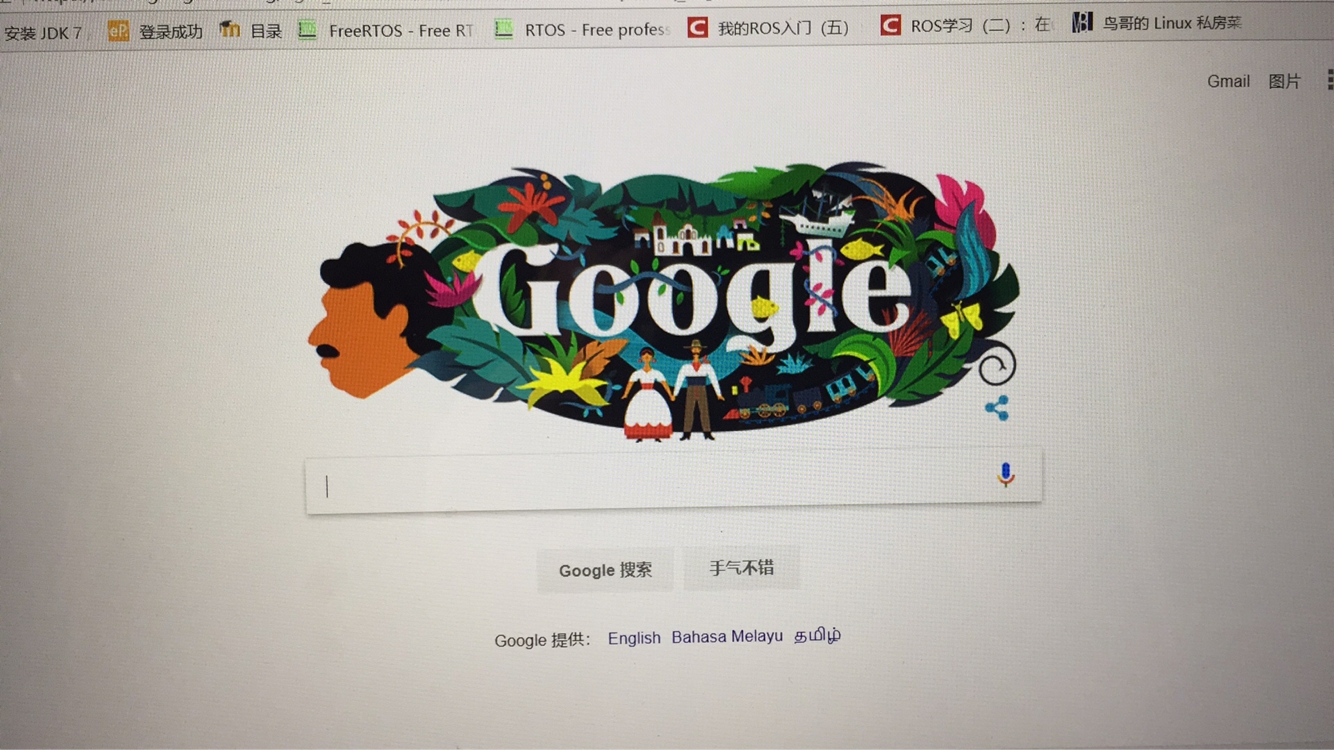 安装 JDK 7 登录成功 目录 FreeRTOS - Free RT RTOS - Free profes 我的ROS入门（五） ROS学习（二）：在 鸟哥的 Linux 私房菜
Gmail 图片
Google
Google 搜索 手气不错
Google 提供： English Bahasa Melayu தமிழ்